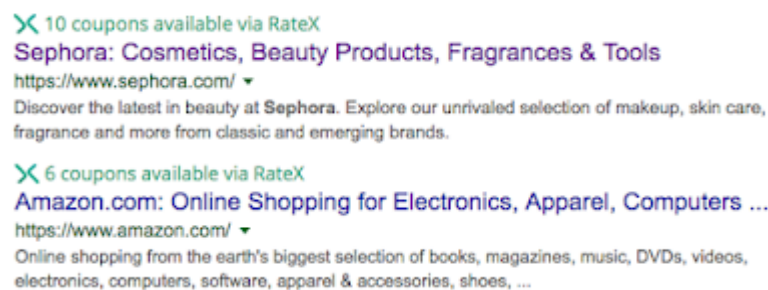 10 coupons available via RateX
Sephora: Cosmetics, Beauty Products, Fragrances & Tools
https://www.sephora.com/
Discover the latest in beauty at Sephora. Explore our unrivaled selection of makeup, skin care,
fragrance and more from classic and emerging brands.
6 coupons available via RateX
Amazon.com: Online Shopping for Electronics, Apparel, Computers ...
https://www.amazon.com/
Online shopping from the earth's biggest selection of books, magazines, music, DVDs, videos,
electronics, computers, software, apparel & accessories, shoes, ...